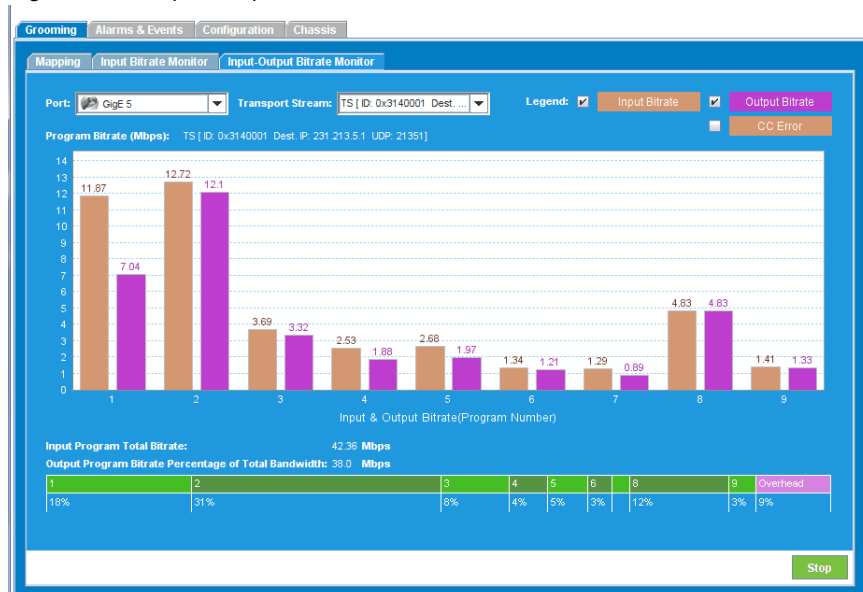 Grooming Alarms & Events Configuration Chassis
Mapping Input Bitrate Monitor Input-Output Bitrate Monitor
Port: GigE 5 Transport Stream: TS [ ID: 0x3140001 Dest. ... Legend: Input Bitrate Output Bitrate
CC Error
Program Bitrate (Mbps): TS [ ID: 0x3140001 Dest. IP: 231.213.5.1 UDP: 21351]
14
13
12
11
10
9
8
7
6
5
4
3
2
1
0
11.87 7.04 12.72 12.1 3.69 3.32 2.53 1.88 2.68 1.97 1.34 1.21 1.29 0.89 4.83 4.83 1.41 1.33
1 2 3 4 5 6 7 8 9
Input & Output Bitrate(Program Number)
Input Program Total Bitrate: 42.36 Mbps
Output Program Bitrate Percentage of Total Bandwidth: 38.0 Mbps
1 2 3 4 5 6 8 9 Overhead
18% 31% 8% 4% 5% 3% 12% 3% 9%
Stop